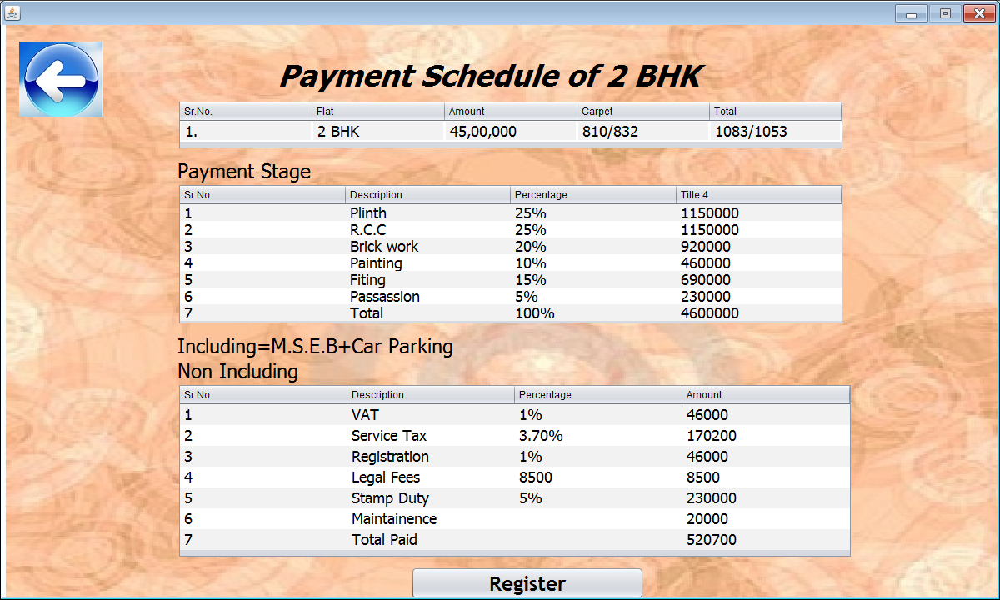 Payment Schedule of 2 BHK
Sr.No. Flat Amount Carpet Total
1. 2 BHK 45,00,000 810/832 1083/1053
Payment Stage
Sr.No. Description Percentage Title 4
1 Plinth 25% 1150000
2 R.C.C 25% 1150000
3 Brick work 20% 920000
4 Painting 10% 460000
5 Fiting 15% 690000
6 Passassion 5% 230000
7 Total 100% 4600000
Including=M.S.E.B+Car Parking
Non Including
Sr.No. Description Percentage Amount
1 VAT 1% 46000
2 Service Tax 3.70% 170200
3 Registration 1% 46000
4 Legal Fees 8500 8500
5 Stamp Duty 5% 230000
6 Maintainence 20000
7 Total Paid 520700
Register